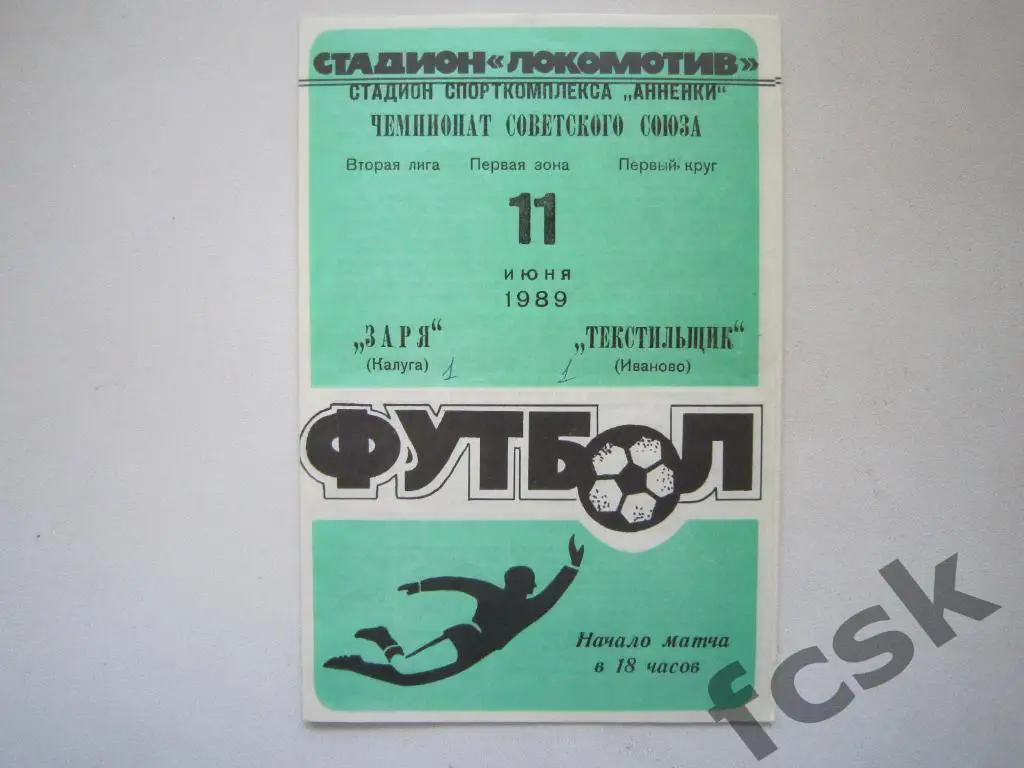 СТАДИОН «ЛОКОМОТИВ»
СТАДИОН СПОРТКОМПЛЕКСА „АННЕНКИ"
ЧЕМПИОНАТ СОВЕТСКОГО СОЮЗА
Вторая лига Первая зона Первый круг
11
ИЮНЯ
1989
„ЗАРЯ" „ТЕКСТИЛЬЩИК"
(Калуга) 1 1 (Иваново)
ФУТБОЛ
Начало матча
в 18 часов
fcsk